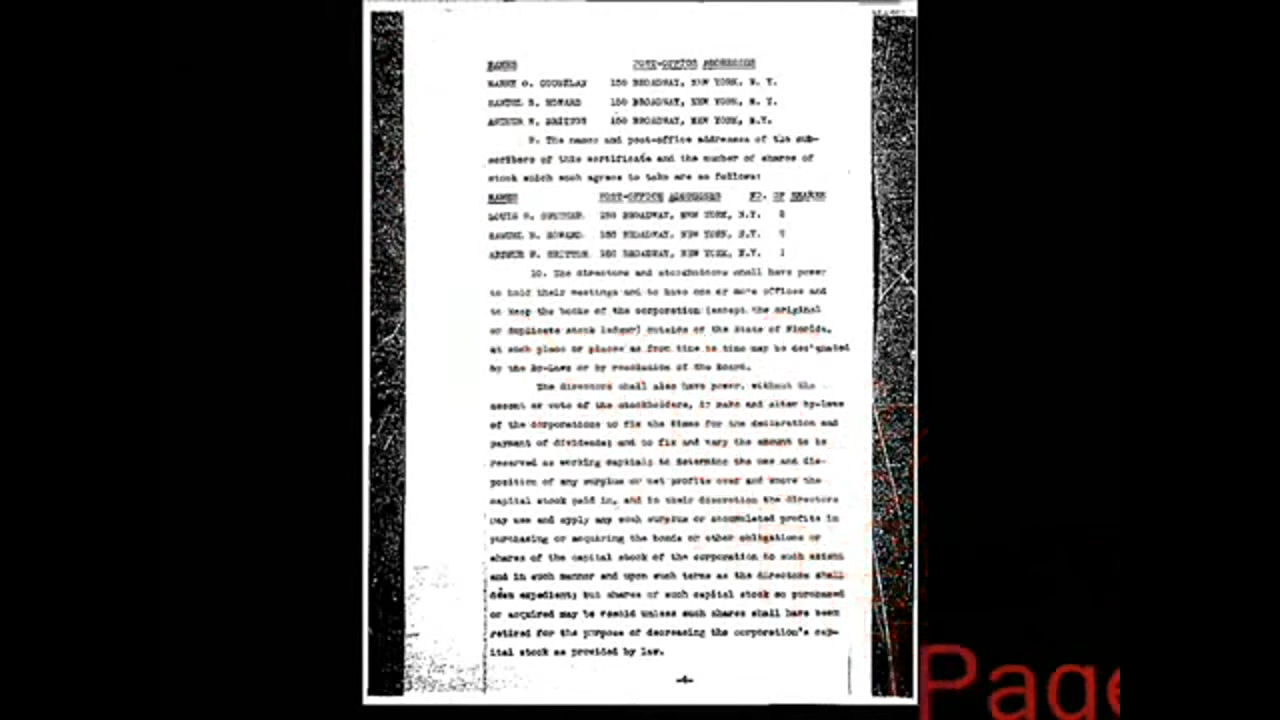 NAMES POST-OFFICE ADDRESSES
HARRY O. COUGHLAN 150 BROADWAY, NEW YORK, N. Y.
SAMUEL B. HOWARD 150 BROADWAY, NEW YORK, N. Y.
ARTHUR W. BRITTON 150 BROADWAY, NEW YORK, N.Y.
9. The names and post-office addresses of the sub-
scribers of this certificate and the number of shares of
stock which each agrees to take are as follows:
NAMES POST-OFFICE ADDRESSES NO. OF SHARES
LOUIS 150 BROADWAY, NEW YORK, N.Y.
SAMUEL B. HOWARD 150 BROADWAY, NEW YORK, N.Y.
ARTHUR W. BRITTON 150 BROADWAY, NEW YORK, N.Y. 1
10. The directors and stockholders shall have power
to hold their meetings and to have one or more offices and
to keep the books of the corporation (except the original
or duplicate stock ledger) outside of the State of Florida,
at such place or places as from time to time may be designated
by the By-Laws or by resolution of the Board.
The directors shall also have power, without the
assent or vote of the stockholders, to make and alter by-laws
of the corporation; to fix the times for the declaration and
payment of dividends; and to fix and vary the amount to be
reserved as working capital; to determine the use and dis-
position of any surplus or net profits over and above the
capital stock paid in, and in their discretion the directors
may use and apply any such surplus or accumulated profits in
purchasing or acquiring the bonds or other obligations or
shares of the capital stock of the corporation to such extent
and in such manner and upon such terms as the directors shall
deem expedient; but shares of such capital stock so purchased
or acquired may be resold unless such shares shall have been
retired for the purpose of decreasing the corporation's cap-
ital stock as provided by law.
-4-
Page